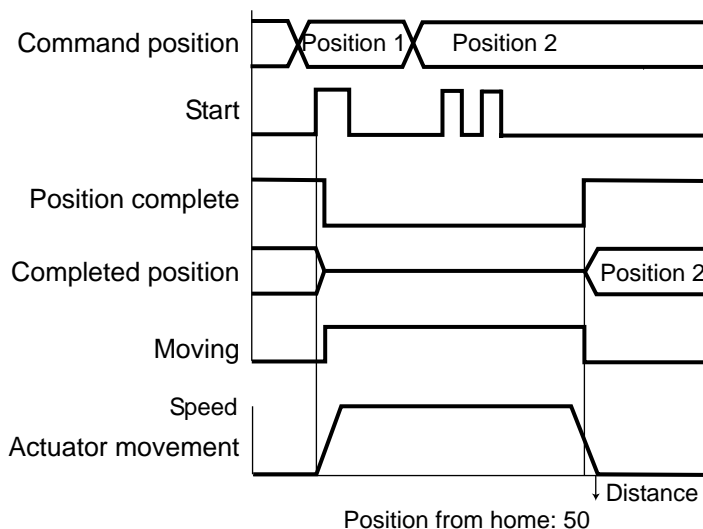 Command position
Position 1
Position 2
Start
Position complete
Completed position
Position 2
Moving
Speed
Actuator movement
Distance
Position from home: 50